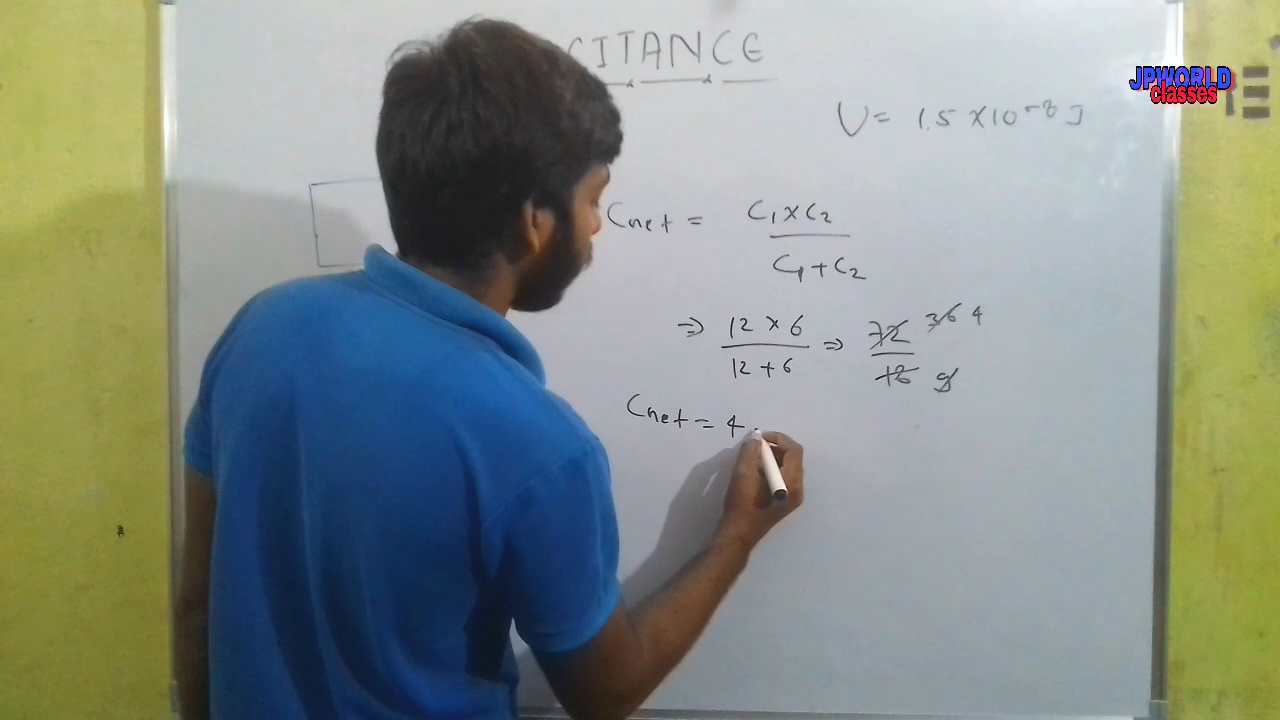 CITANCE
JPWORLD
classes
U = 1.5 × 10⁻⁸ J
Cnet = C₁ × C₂ / C₁ + C₂
⇒ 12 × 6 / 12 + 6 ⇒ 72 / 18 36 / 9 4
Cnet = 4